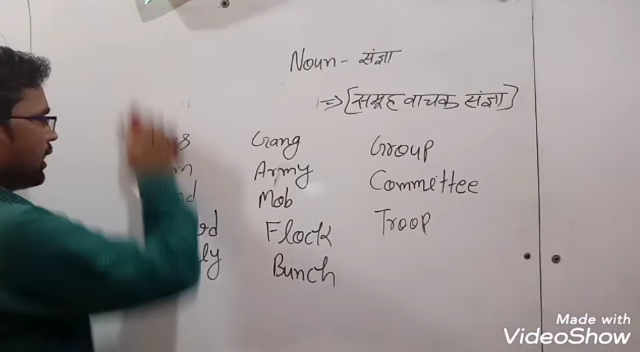 Noun - संज्ञा
⇒ [समूह वाचक संज्ञा]
Gang Group
Army Committee
Mob
Flock Troop
Bunch
Made with
VideoShow